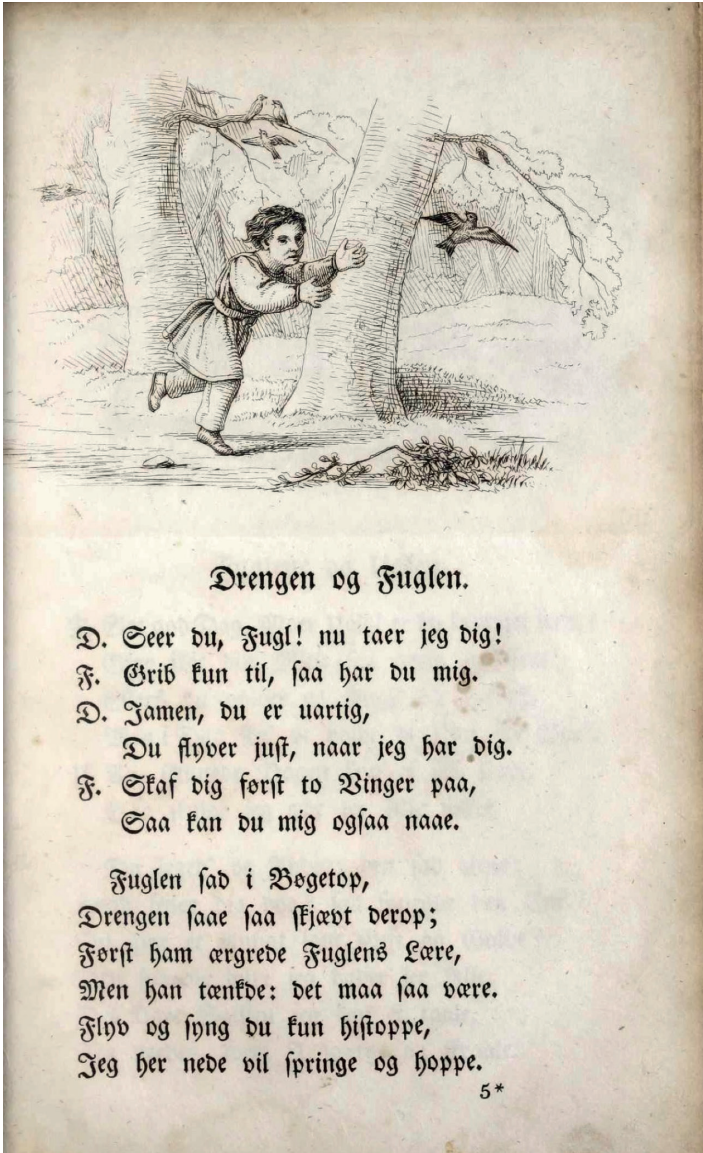 Drengen og Fuglen.
D. Seer du, Fugl! nu taer jeg dig!
F. Grib kun til, saa har du mig.
D. Jamen, du er uartig,
Du flyver just, naar jeg har dig.
F. Skaf dig først to Vinger paa,
Saa kan du mig ogsaa naae.
Fuglen sad i Bøgetop,
Drengen saae saa skjævt derop;
Først ham ærgrede Fuglens Lære,
Men han tænkde: det maa saa være.
Flyv og syng du kun histoppe,
Jeg her nede vil springe og hoppe.
5*